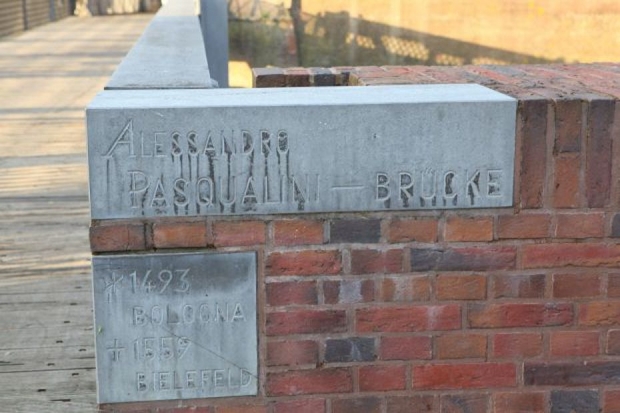 ALESSANDRO
PASQUALINI — BRÜCKE
* 1493
BOLOGNA
+ 1559
BIELEFELD